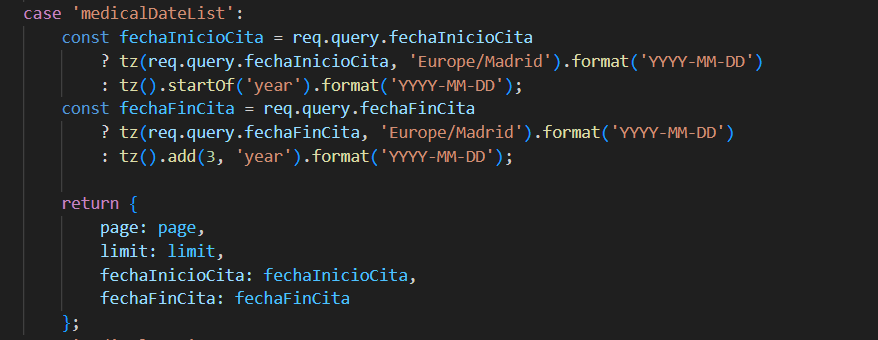 case 'medicalDateList':
    const fechaInicioCita = req.query.fechaInicioCita
        ? tz(req.query.fechaInicioCita, 'Europe/Madrid').format('YYYY-MM-DD')
        : tz().startOf('year').format('YYYY-MM-DD');
    const fechaFinCita = req.query.fechaFinCita
        ? tz(req.query.fechaFinCita, 'Europe/Madrid').format('YYYY-MM-DD')
        : tz().add(3, 'year').format('YYYY-MM-DD');

    return {
        page: page,
        limit: limit,
        fechaInicioCita: fechaInicioCita,
        fechaFinCita: fechaFinCita
    };